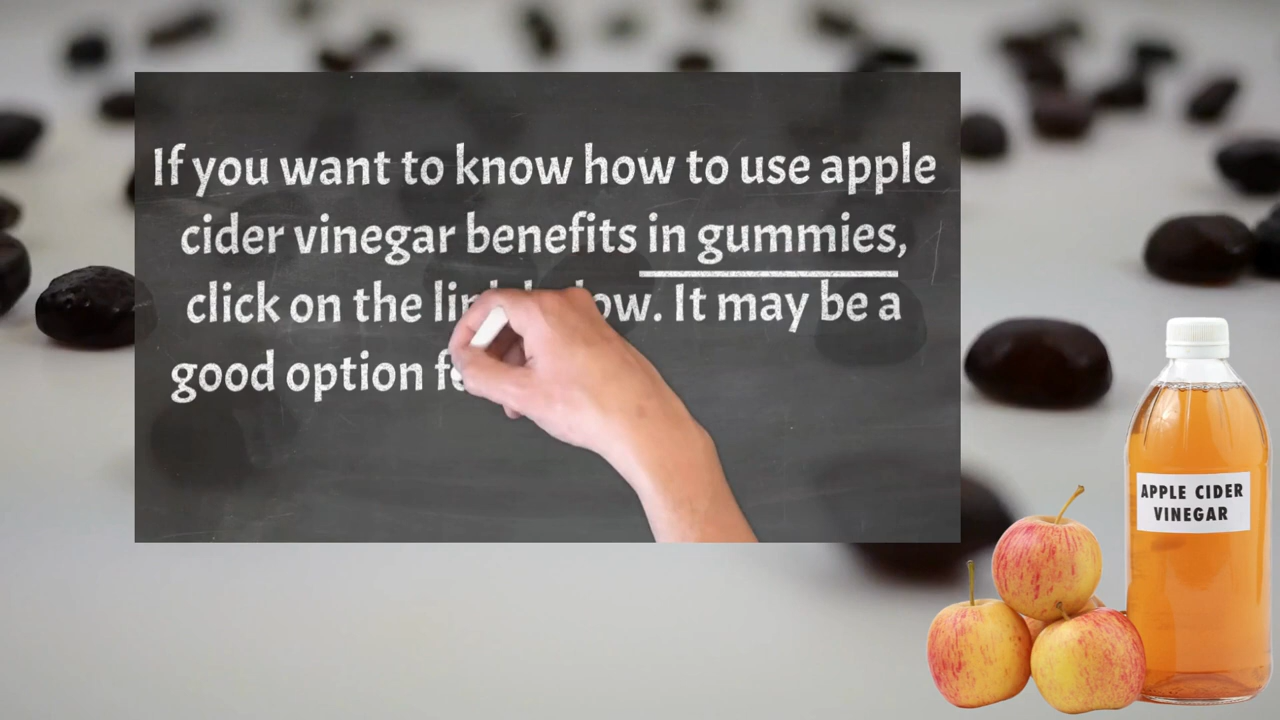 If you want to know how to use apple
cider vinegar benefits in gummies,
click on the ow. It may be a
good option
APPLE CIDER
VINEGAR